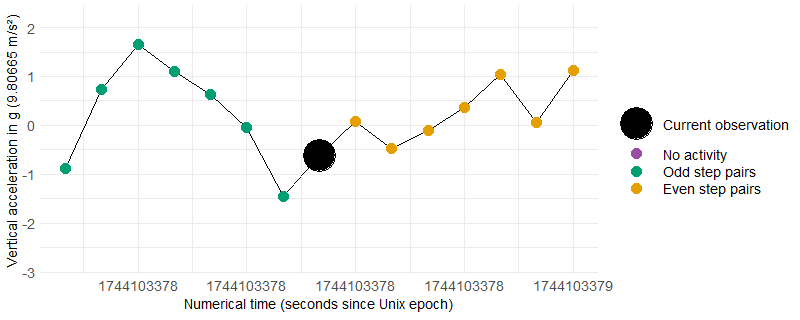 Vertical acceleration in g (9.80665 m/s²)
2
1
0
-1
-2
-3
1744103378
1744103378
1744103378
1744103378
1744103379
Numerical time (seconds since Unix epoch)
Current observation
No activity
Odd step pairs
Even step pairs